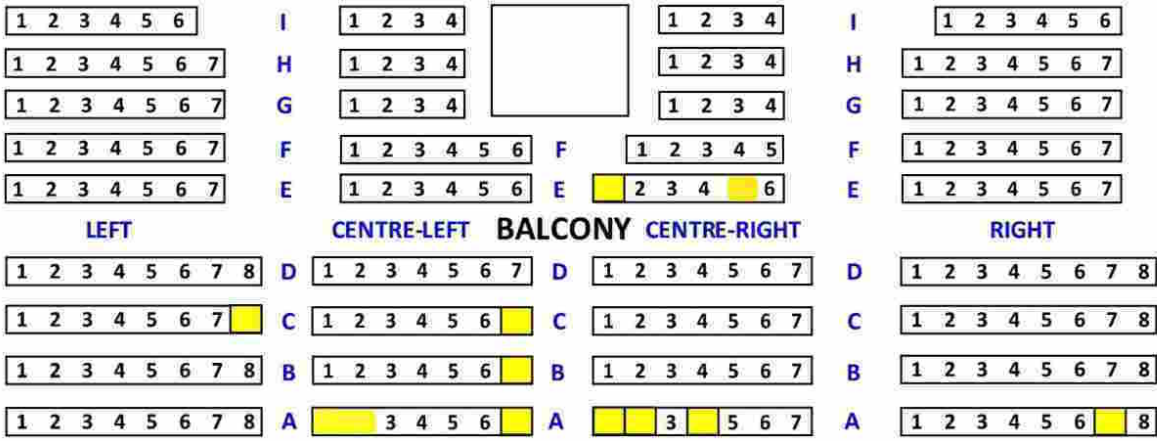 1 2 3 4 5 6 I 1 2 3 4 1 2 3 4 I 1 2 3 4 5 6
1 2 3 4 5 6 7 H 1 2 3 4 1 2 3 4 H 1 2 3 4 5 6 7
1 2 3 4 5 6 7 G 1 2 3 4 1 2 3 4 G 1 2 3 4 5 6 7
1 2 3 4 5 6 7 F 1 2 3 4 5 6 F 1 2 3 4 5 F 1 2 3 4 5 6 7
1 2 3 4 5 6 7 E 1 2 3 4 5 6 E 2 3 4 6 E 1 2 3 4 5 6 7
LEFT CENTRE-LEFT BALCONY CENTRE-RIGHT RIGHT
1 2 3 4 5 6 7 8 D 1 2 3 4 5 6 7 D 1 2 3 4 5 6 7 D 1 2 3 4 5 6 7 8
1 2 3 4 5 6 7 C 1 2 3 4 5 6 C 1 2 3 4 5 6 7 C 1 2 3 4 5 6 7 8
1 2 3 4 5 6 7 8 B 1 2 3 4 5 6 B 1 2 3 4 5 6 7 B 1 2 3 4 5 6 7 8
1 2 3 4 5 6 7 8 A 3 4 5 6 A 3 5 6 7 A 1 2 3 4 5 6 8